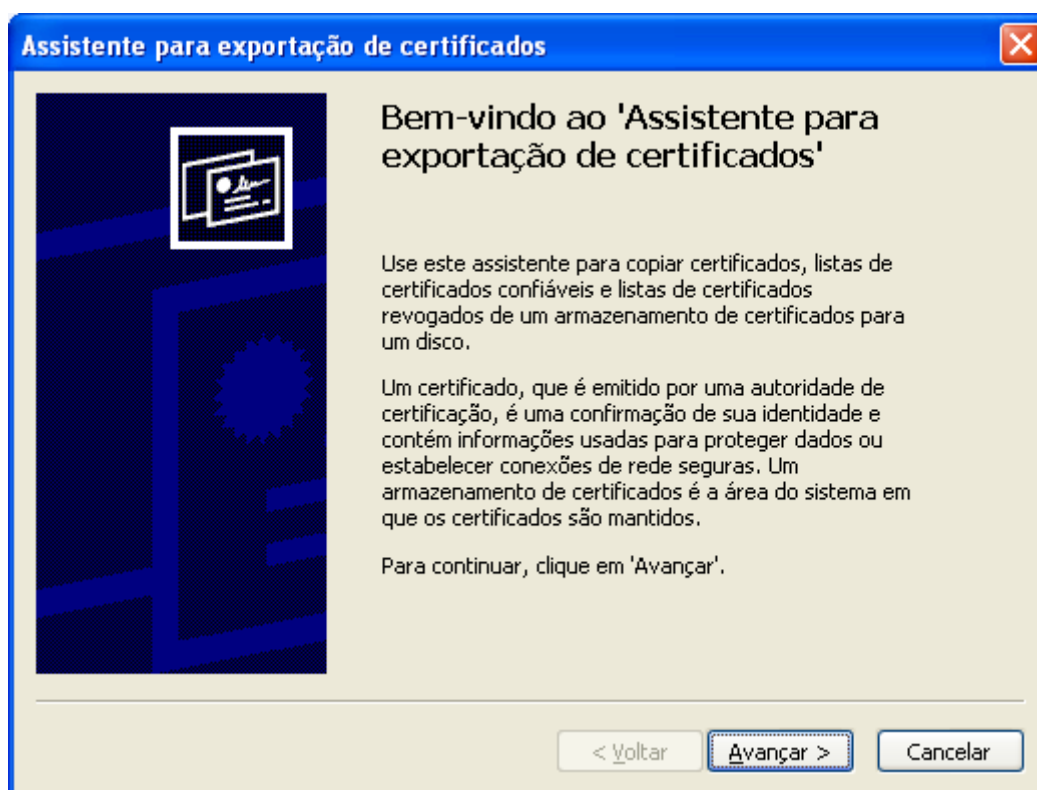 Assistente para exportação de certificados
Bem-vindo ao 'Assistente para
exportação de certificados'
Use este assistente para copiar certificados, listas de
certificados confiáveis e listas de certificados
revogados de um armazenamento de certificados para
um disco.
Um certificado, que é emitido por uma autoridade de
certificação, é uma confirmação de sua identidade e
contém informações usadas para proteger dados ou
estabelecer conexões de rede seguras. Um
armazenamento de certificados é a área do sistema em
que os certificados são mantidos.
Para continuar, clique em 'Avançar'.
< Voltar
Avançar >
Cancelar